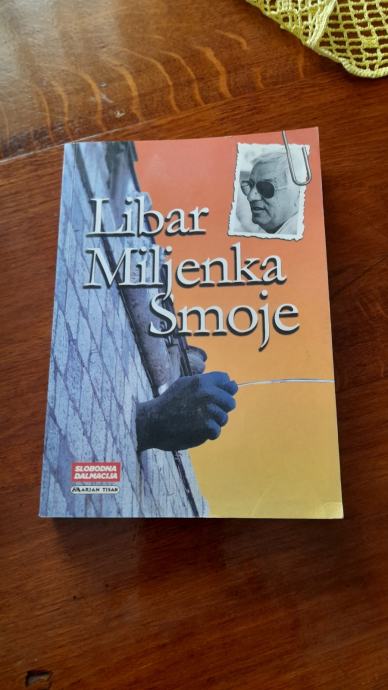 Libar
Miljenka
Smoje
SLOBODNA
DALMACIJA
MARJAN TISAK